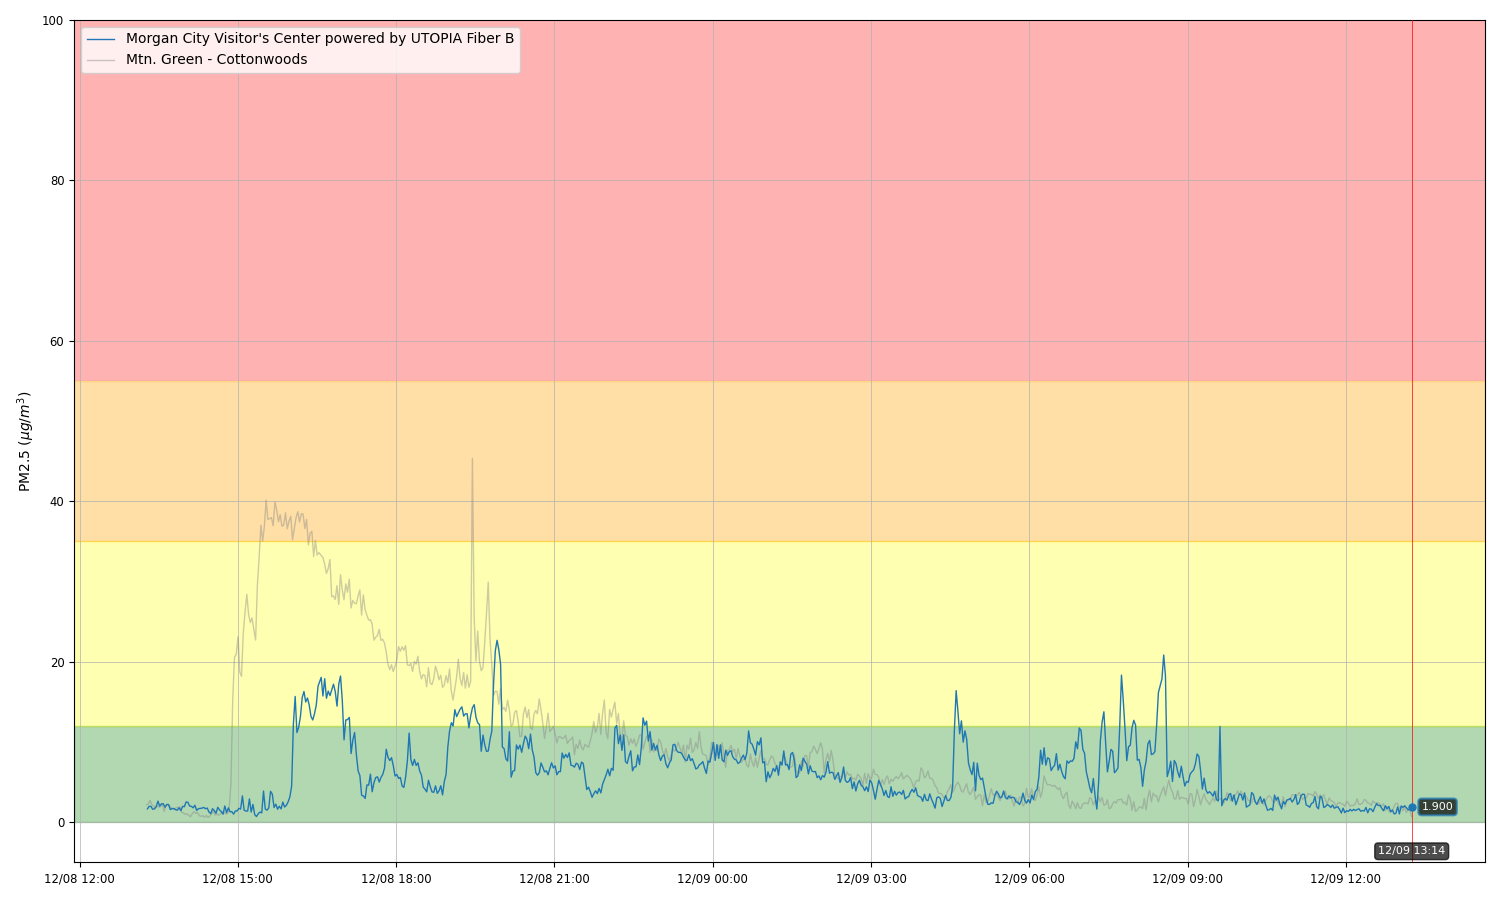 100
Morgan City Visitor's Center powered by UTOPIA Fiber B
Mtn. Green - Cottonwoods
80
60
PM2.5 (µg/m³)
40
20
0
1.900
12/09 13:14
12/08 12:00 12/08 15:00 12/08 18:00 12/08 21:00 12/09 00:00 12/09 03:00 12/09 06:00 12/09 09:00 12/09 12:00